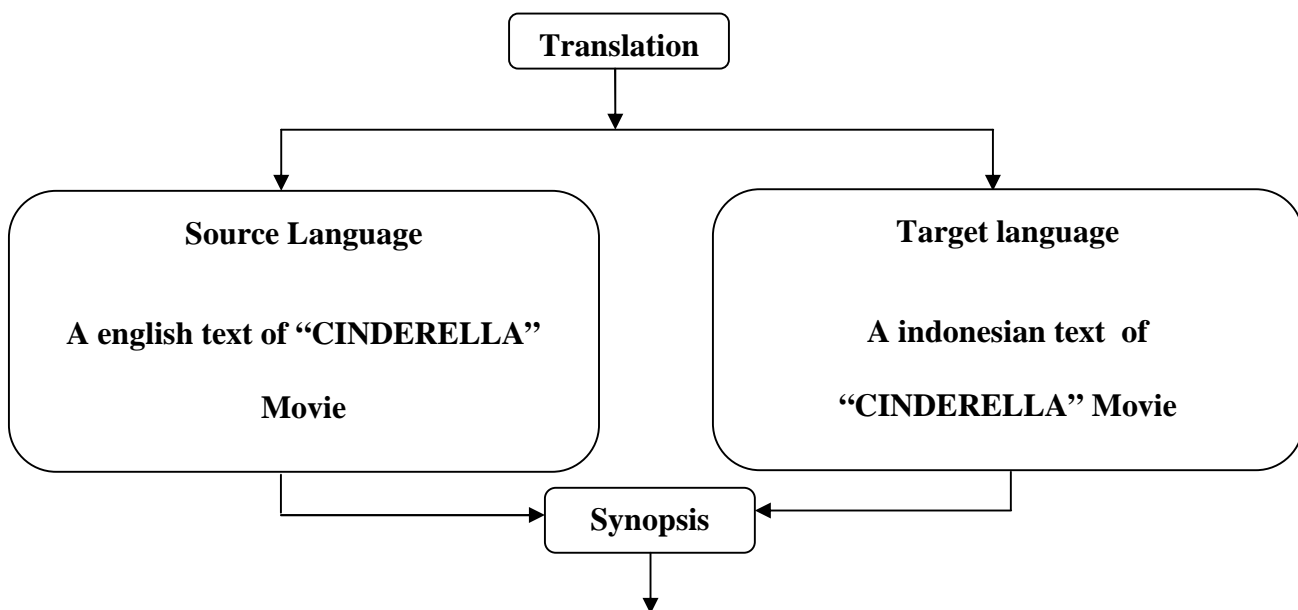 Translation
Source Language
A english text of “CINDERELLA”
Movie
Target language
A indonesian text of
“CINDERELLA” Movie
Synopsis